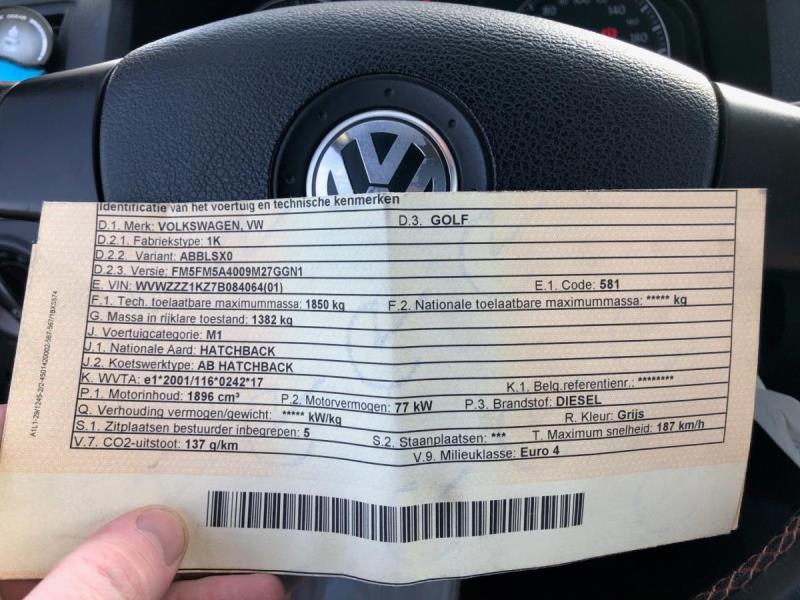 80
180
Identificatie van het voertuig en technische kenmerken
D.1. Merk: VOLKSWAGEN, VW D.3. GOLF
D.2.1. Fabriekstype: 1K
D.2.2. Variant: ABBLSX0
D.2.3. Versie: FM5FM5A4009M27GGN1
E. VIN: WVWZZZ1KZ7B084064(01) E.1. Code: 581
F.1. Tech. toelaatbare maximummassa: 1850 kg F.2. Nationale toelaatbare maximummassa: ***** kg
G. Massa in rijklare toestand: 1382 kg
J. Voertuigcategorie: M1
J.1. Nationale Aard: HATCHBACK
J.2. Koetswerktype: AB HATCHBACK
K. WVTA: e1*2001/116*0242*17 K.1. Belg.referentienr.: ********
P.1. Motorinhoud: 1896 cm³ P.2. Motorvermogen: 77 kW P.3. Brandstof: DIESEL
Q. Verhouding vermogen/gewicht: ***** kW/kg R. Kleur: Grijs
S.1. Zitplaatsen bestuurder inbegrepen: 5 S.2. Staanplaatsen: *** T. Maximum snelheid: 187 km/h
V.7. CO2-uitstoot: 137 g/km V.9. Milieuklasse: Euro 4